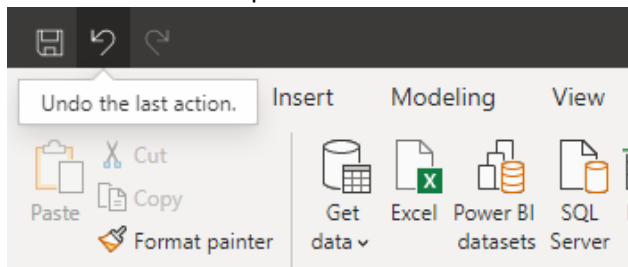 Undo the last action.
Insert Modeling View
Cut
Copy
Paste
Format painter
Get data
Excel
Power BI datasets
SQL Server